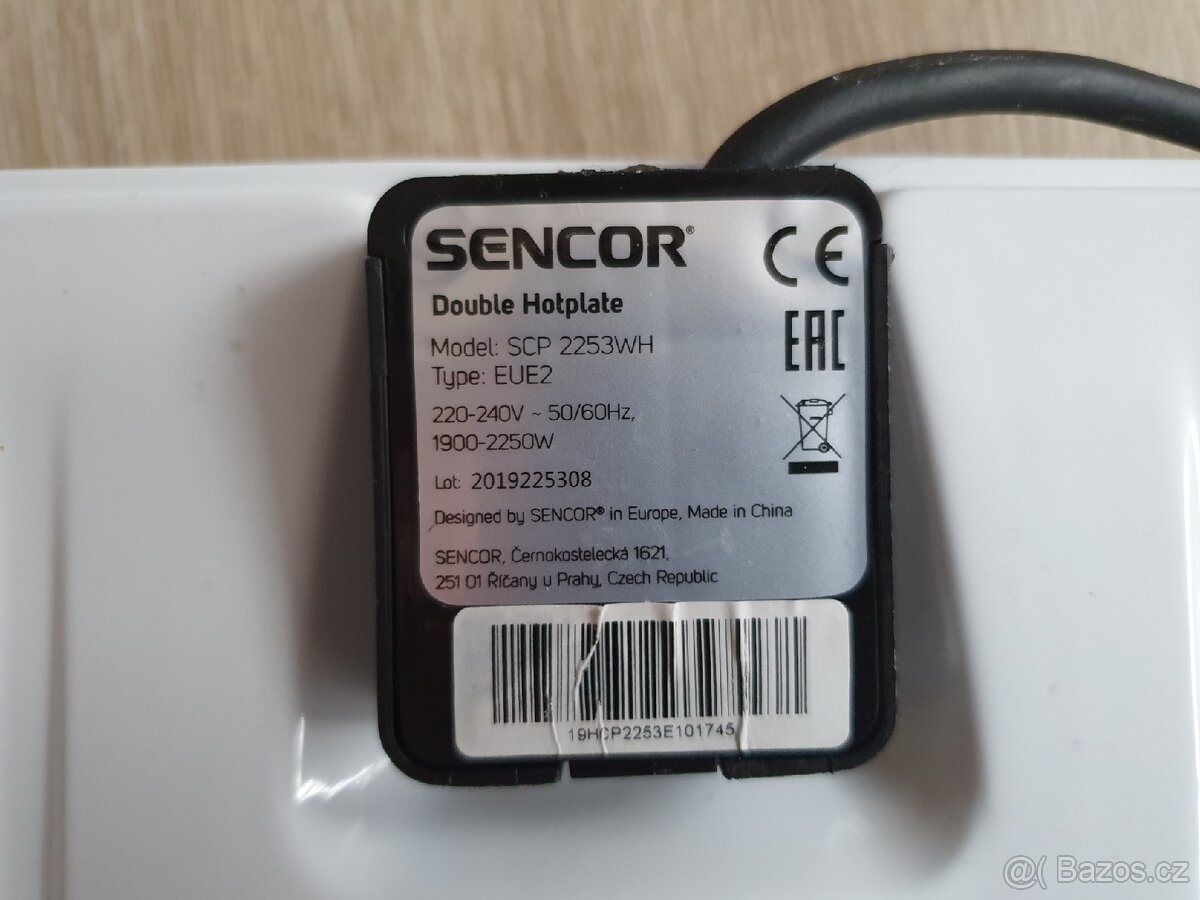 SENCOR®
CE
Double Hotplate
EAC
Model: SCP 2253WH
Type: EUE2
220-240V ~ 50/60Hz,
1900-2250W
Lot: 2019225308
Designed by SENCOR® in Europe, Made in China
SENCOR, Černokostelecká 1621,
251 01 Říčany u Prahy, Czech Republic
19HCP2253E101745
@( Bazos.cz